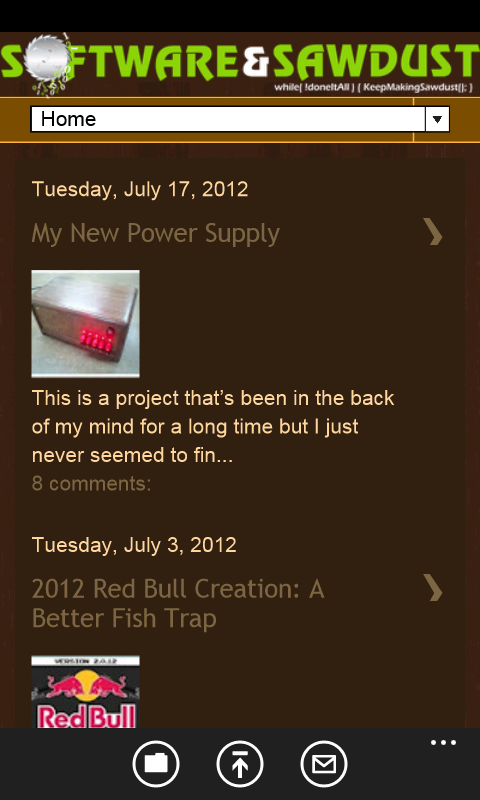 SOFTWARE&SAWDUST
while( !doneItAll ) { KeepMakingSawdust(); }
Home
Tuesday, July 17, 2012
My New Power Supply
This is a project that’s been in the back
of my mind for a long time but I just
never seemed to fin...
8 comments:
Tuesday, July 3, 2012
2012 Red Bull Creation: A
Better Fish Trap
VERSION 2.0.12
Red Bull